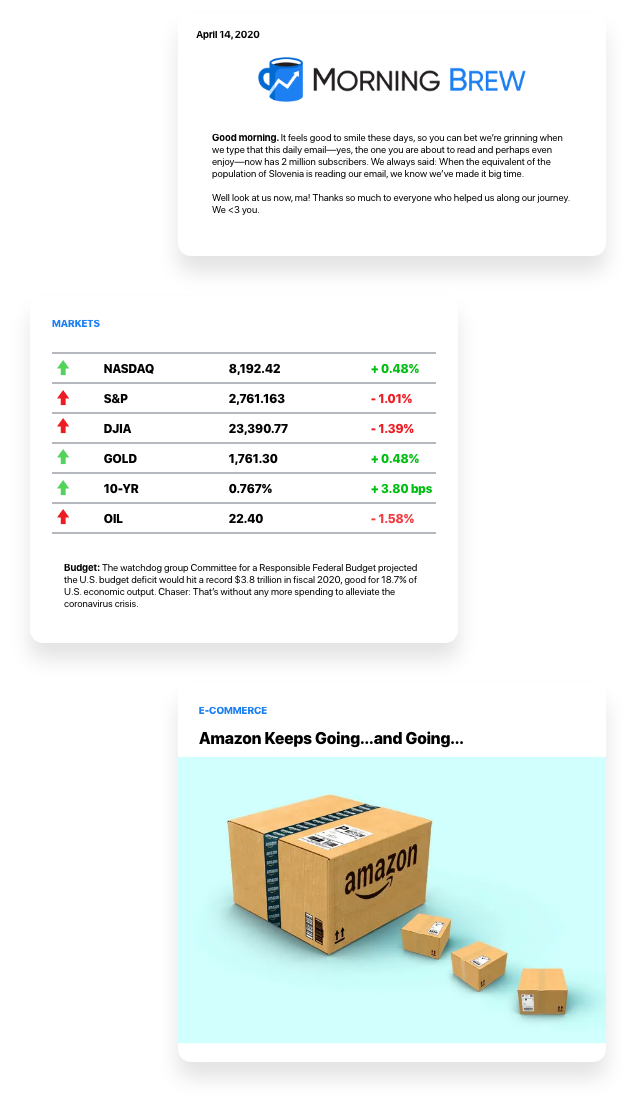 April 14, 2020
MORNING BREW
Good morning. It feels good to smile these days, so you can bet we're grinning when
we type that this daily email—yes, the one you are about to read and perhaps even
enjoy—now has 2 million subscribers. We always said: When the equivalent of the
population of Slovenia is reading our email, we know we've made it big time.
Well look at us now, ma! Thanks so much to everyone who helped us along our journey.
We <3 you.
MARKETS
NASDAQ 8,192.42 + 0.48%
S&P 2,761.163 - 1.01%
DJIA 23,390.77 - 1.39%
GOLD 1,761.30 + 0.48%
10-YR 0.767% + 3.80 bps
OIL 22.40 - 1.58%
Budget: The watchdog group Committee for a Responsible Federal Budget projected
the U.S. budget deficit would hit a record $3.8 trillion in fiscal 2020, good for 18.7% of
U.S. economic output. Chaser: That's without any more spending to alleviate the
coronavirus crisis.
E-COMMERCE
Amazon Keeps Going...and Going...
amazon